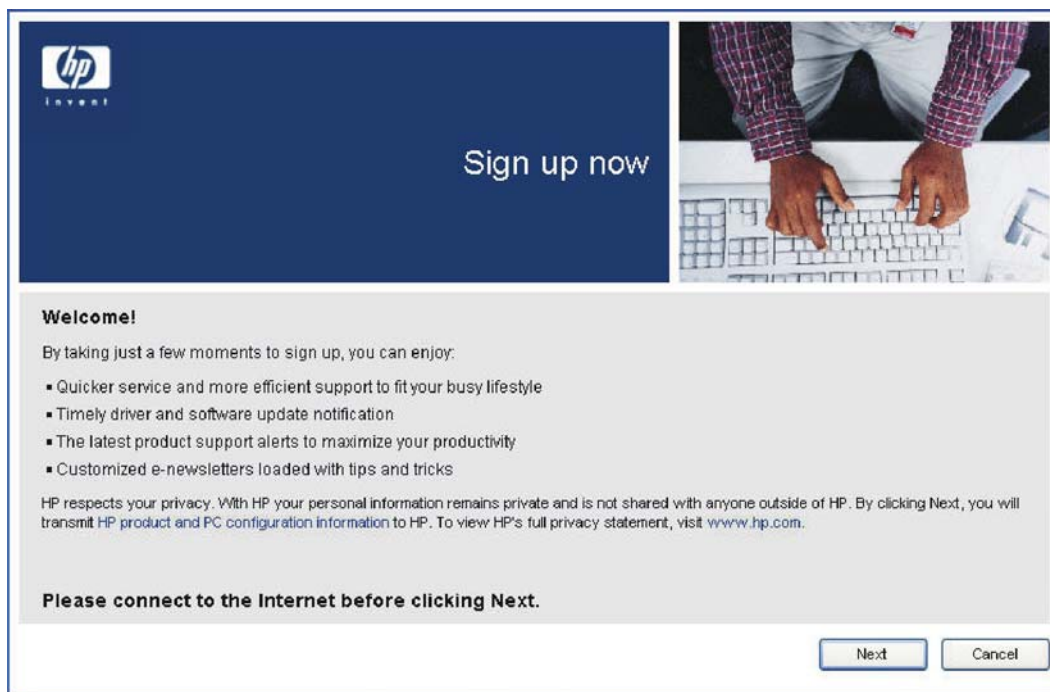 hp
invent
Sign up now
Welcome!
By taking just a few moments to sign up, you can enjoy:
▪ Quicker service and more efficient support to fit your busy lifestyle
▪ Timely driver and software update notification
▪ The latest product support alerts to maximize your productivity
▪ Customized e-newsletters loaded with tips and tricks
HP respects your privacy. With HP your personal information remains private and is not shared with anyone outside of HP. By clicking Next, you will
transmit HP product and PC configuration information to HP. To view HP's full privacy statement, visit www.hp.com.
Please connect to the Internet before clicking Next.
Next
Cancel